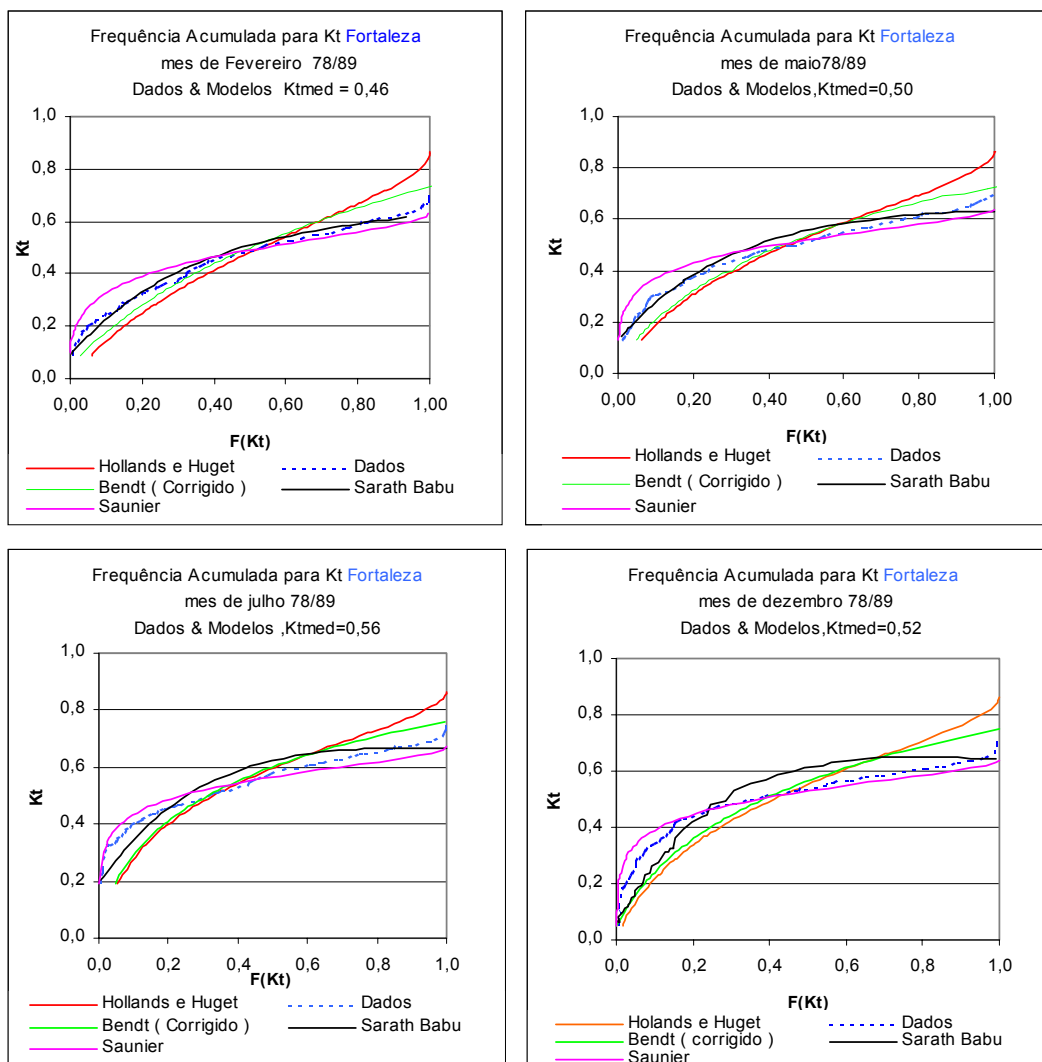 Frequência Acumulada para Kt Fortaleza
mes de Fevereiro 78/89
Dados & Modelos Ktmed = 0,46
1,0
0,8
0,6
0,4
0,2
0,0
Kt
0,00 0,20 0,40 0,60 0,80 1,00
F(Kt)
Hollands e Huget Dados
Bendt ( Corrigido ) Sarath Babu
Saunier
Frequência Acumulada para Kt Fortaleza
mes de maio78/89
Dados & Modelos,Ktmed=0,50
1,0
0,8
0,6
0,4
0,2
0,0
Kt
0,00 0,20 0,40 0,60 0,80 1,00
F(Kt)
Hollands e Huget Dados
Bendt ( Corrigido ) Sarath Babu
Saunier
Frequência Acumulada para Kt Fortaleza
mes de julho 78/89
Dados & Modelos ,Ktmed=0,56
1,0
0,8
0,6
0,4
0,2
0,0
Kt
0,0 0,2 0,4 0,6 0,8 1,0
F(Kt)
Hollands e Huget Dados
Bendt ( Corrigido ) Sarath Babu
Saunier
Frequência Acumulada para Kt Fortaleza
mes de dezembro 78/89
Dados & Modelos,Ktmed=0,52
1,0
0,8
0,6
0,4
0,2
0,0
Kt
0,0 0,2 0,4 0,6 0,8 1,0
F(Kt)
Holands e Huget Dados
Bendt ( corrigido ) Sarath Babu
Saunier